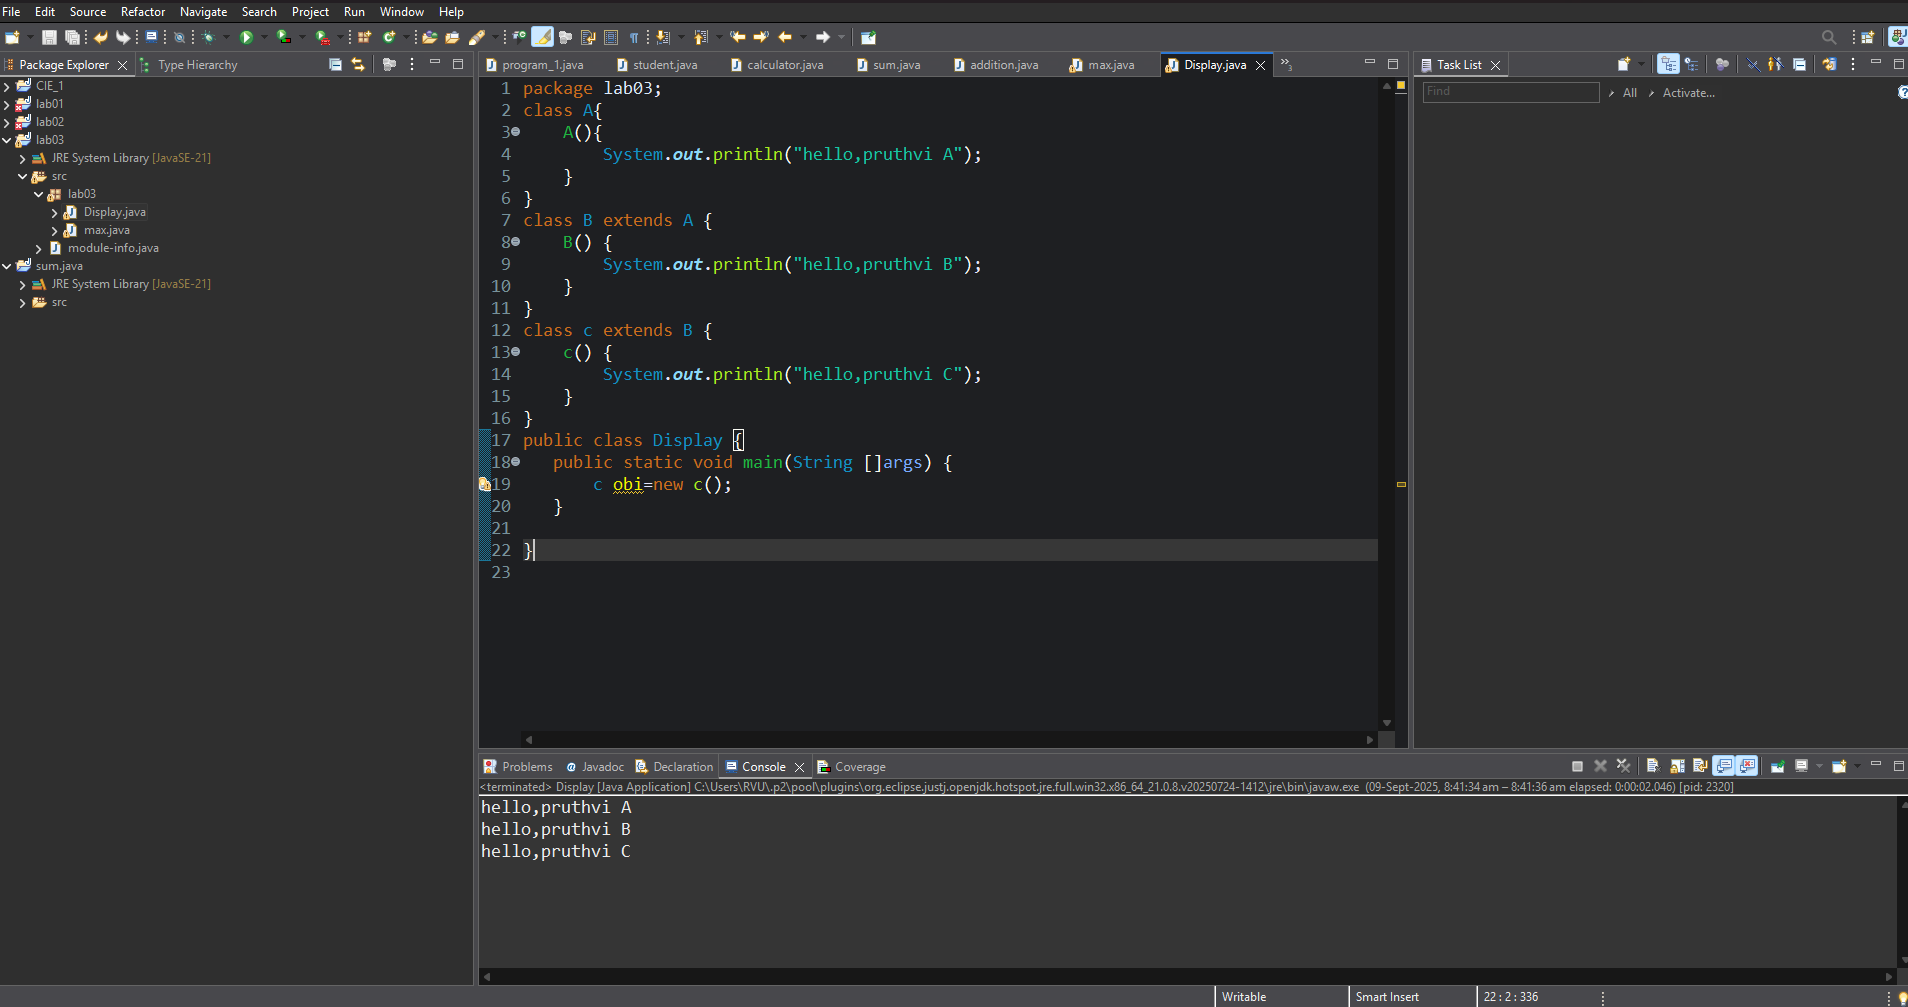 File Edit Source Refactor Navigate Search Project Run Window Help
Package Explorer
Type Hierarchy
CIE_1
lab01
lab02
lab03
JRE System Library [JavaSE-21]
src
lab03
Display.java
max.java
module-info.java
sum.java
JRE System Library [JavaSE-21]
src
program_1.java student.java calculator.java sum.java addition.java max.java Display.java »3
1 package lab03;
2 class A{
3 A(){
4 System.out.println("hello,pruthvi A");
5 }
6 }
7 class B extends A {
8 B() {
9 System.out.println("hello,pruthvi B");
10 }
11 }
12 class c extends B {
13 c() {
14 System.out.println("hello,pruthvi C");
15 }
16 }
17 public class Display {
18 public static void main(String []args) {
19 c obi=new c();
20 }
21
22 }
23
Task List
Find All Activate...
Problems Javadoc Declaration Console Coverage
<terminated> Display [Java Application] C:\Users\RVU\.p2\pool\plugins\org.eclipse.justj.openjdk.hotspot.jre.full.win32.x86_64_21.0.8.v20250724-1412\jre\bin\javaw.exe (09-Sept-2025, 8:41:34 am – 8:41:36 am elapsed: 0:00:02.046) [pid: 2320]
hello,pruthvi A
hello,pruthvi B
hello,pruthvi C
Writable Smart Insert 22 : 2 : 336